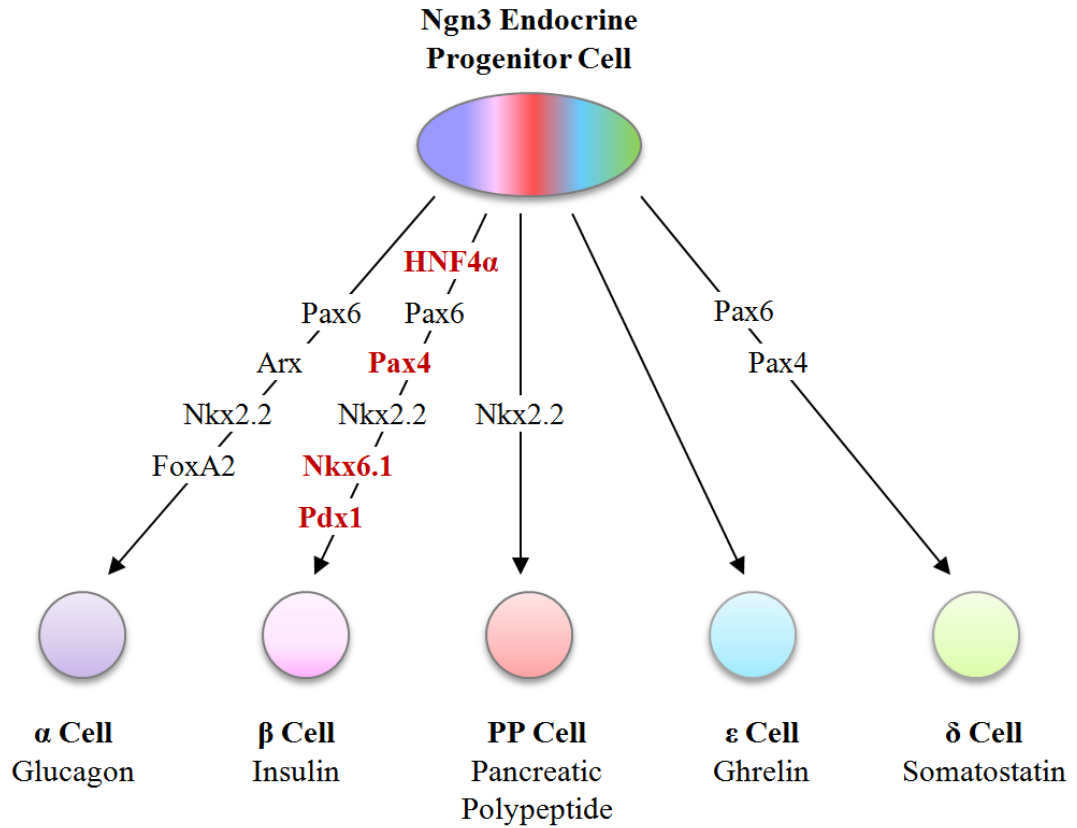 Ngn3 Endocrine
Progenitor Cell
HNF4α
Pax6
Pax6
Pax6
Arx
Pax4
Pax4
Nkx2.2
Nkx2.2
Nkx2.2
FoxA2
Nkx6.1
Pdx1
α Cell
Glucagon
β Cell
Insulin
PP Cell
Pancreatic
Polypeptide
ε Cell
Ghrelin
δ Cell
Somatostatin